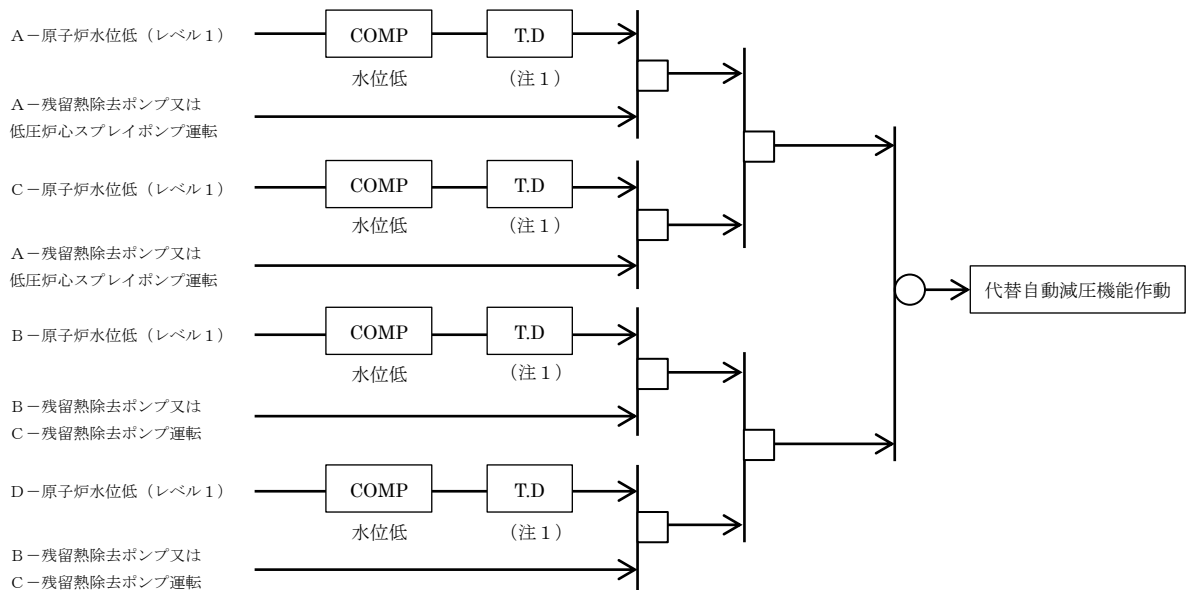 A－原子炉水位低（レベル１）
COMP
T.D
水位低
（注１）
A－残留熱除去ポンプ又は
低圧炉心スプレイポンプ運転
C－原子炉水位低（レベル１）
COMP
T.D
水位低
（注１）
A－残留熱除去ポンプ又は
低圧炉心スプレイポンプ運転
代替自動減圧機能作動
B－原子炉水位低（レベル１）
COMP
T.D
水位低
（注１）
B－残留熱除去ポンプ又は
C－残留熱除去ポンプ運転
D－原子炉水位低（レベル１）
COMP
T.D
水位低
（注１）
B－残留熱除去ポンプ又は
C－残留熱除去ポンプ運転